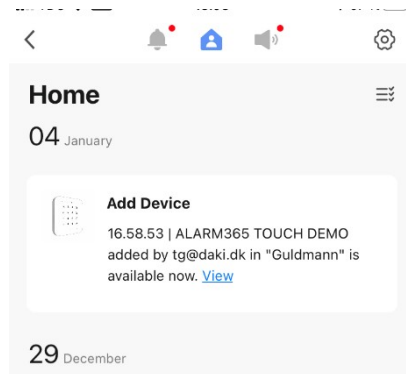 Home
04 January
Add Device
16.58.53 | ALARM365 TOUCH DEMO
added by tg@daki.dk in "Guldmann" is
available now. View
29 December